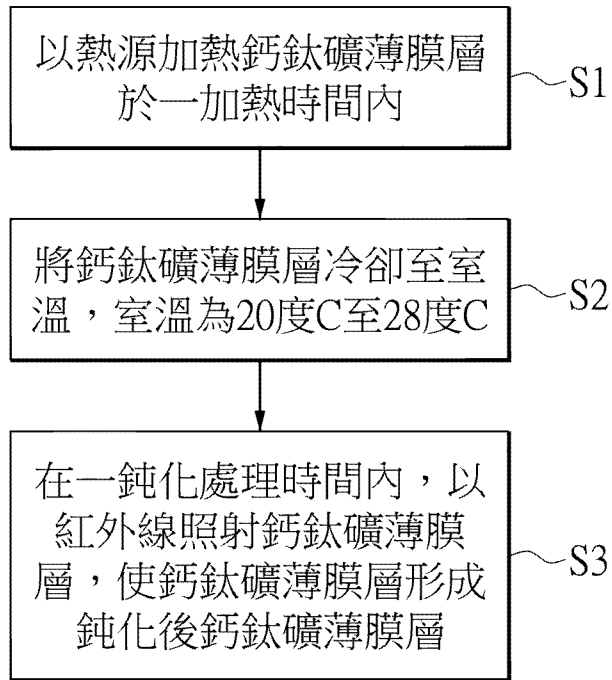 以熱源加熱鈣鈦礦薄膜層
於一加熱時間內
S1
將鈣鈦礦薄膜層冷卻至室
溫，室溫為20度C至28度C
S2
在一鈍化處理時間內，以
紅外線照射鈣鈦礦薄膜
層，使鈣鈦礦薄膜層形成
鈍化後鈣鈦礦薄膜層
S3